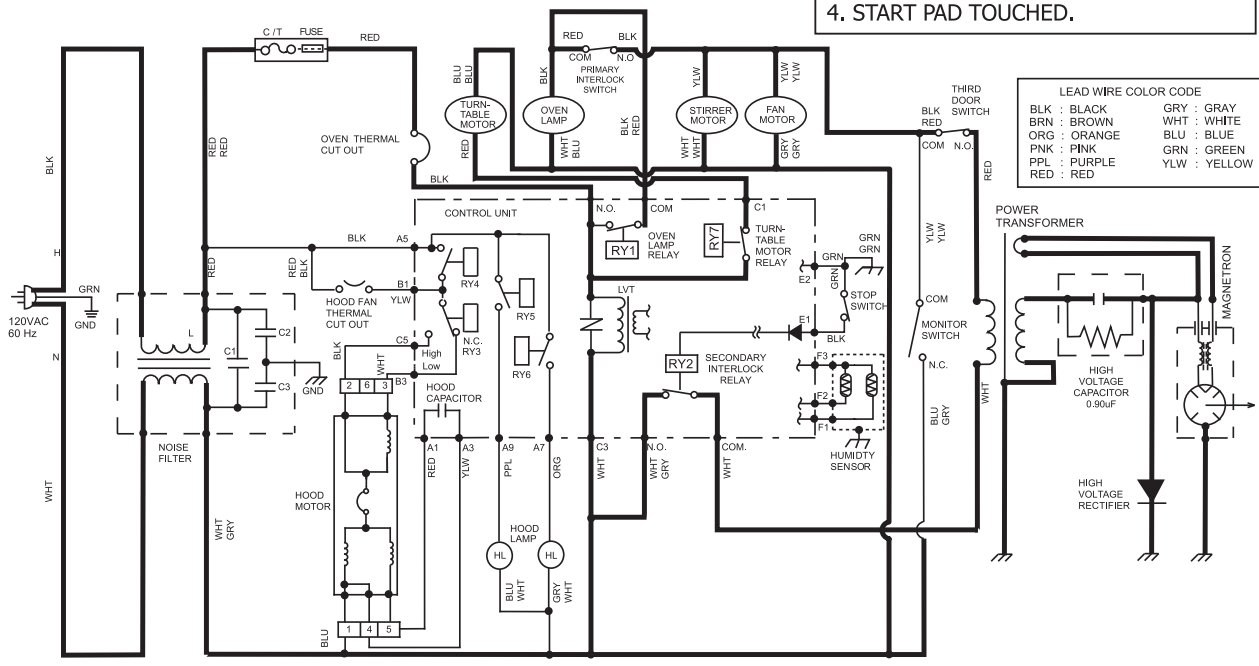 4. START PAD TOUCHED.
C /T FUSE
RED
RED
BLK
COM
N.O
PRIMARY
INTERLOCK
SWITCH
BLU
BLU
BLK
YLW
YLW
YLW
TURN-
TABLE
MOTOR
OVEN
LAMP
STIRRER
MOTOR
FAN
MOTOR
THIRD
DOOR
SWITCH
BLK
RED
COM
N.O.
LEAD WIRE COLOR CODE
BLK : BLACK
GRY : GRAY
BRN : BROWN
WHT : WHITE
ORG : ORANGE
BLU : BLUE
PNK : PINK
GRN : GREEN
PPL : PURPLE
YLW : YELLOW
RED : RED
BLK
RED
RED
OVEN THERMAL
CUT OUT
RED
WHT
BLU
BLK
RED
WHT
WHT
GRY
GRY
RED
BLK
N.O.
COM
C1
CONTROL UNIT
POWER
TRANSFORMER
OVEN
LAMP
RELAY
RY1
RY7
TURN-
TABLE
MOTOR
RELAY
YLW
YLW
BLK
A5
GRN
GRN
GRN
GRN
E2
H
RED
RED
BLK
RY4
B1
YLW
HOOD FAN
THERMAL
CUT OUT
RY5
LVT
STOP
SWITCH
COM
MONITOR
SWITCH
MAGNETRON
GRN
GND
120VAC
60 Hz
L
C1
C2
C3
GND
N.C.
RY3
C5
High
Low
E1
BLK
BLK
WHT
RY6
RY2
SECONDARY
INTERLOCK
RELAY
F3
F2
F1
N.C.
N
2 6 3
B3
HOOD
CAPACITOR
WHT
HIGH
VOLTAGE
CAPACITOR
0.90uF
BLU
GRY
NOISE
FILTER
A1
A3
A9
A7
C3
N.O.
COM.
HUMIDTY
SENSOR
RED
YLW
PPL
ORG
WHT
WHT
GRY
WHT
WHT
WHT
GRY
HOOD
MOTOR
HIGH
VOLTAGE
RECTIFIER
HOOD
LAMP
HL
HL
BLU
WHT
GRY
WHT
BLU
1 4 5